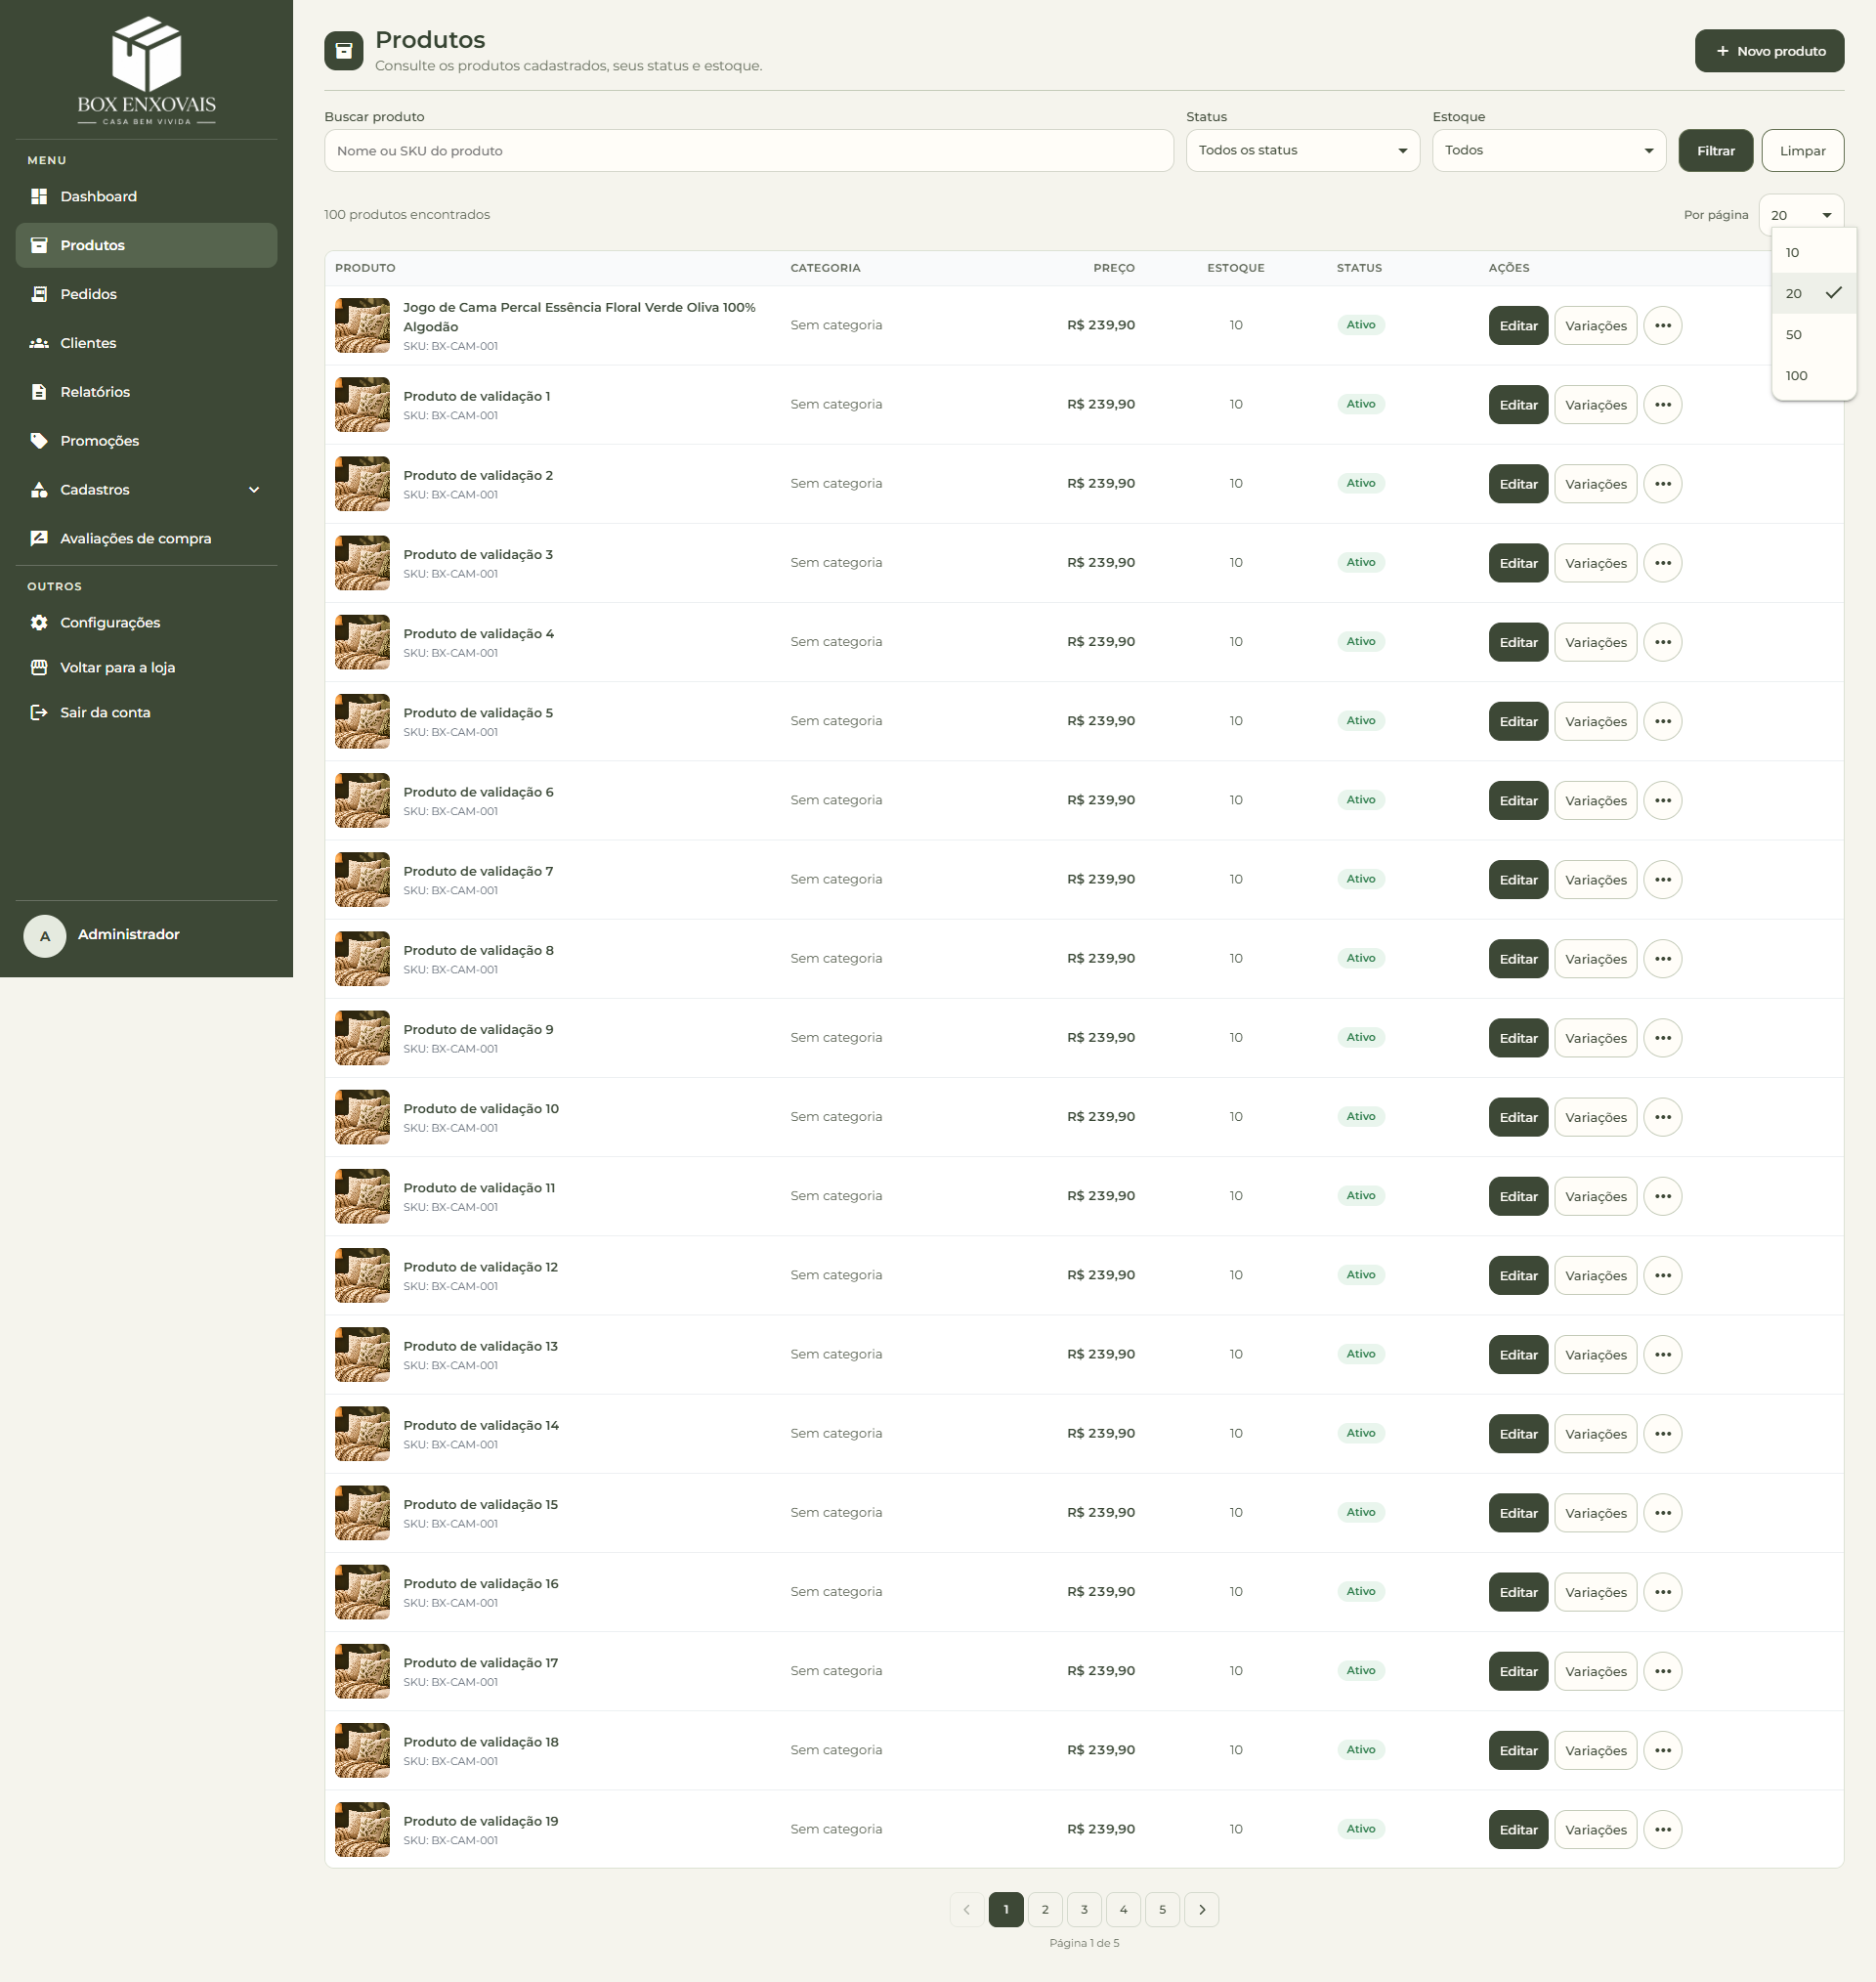 BOX ENXOVAIS
CASA BEM VIVIDA
MENU
Dashboard
Produtos
Pedidos
Clientes
Relatórios
Promoções
Cadastros
Avaliações de compra
OUTROS
Configurações
Voltar para a loja
Sair da conta
A Administrador
Produtos
Consulte os produtos cadastrados, seus status e estoque.
+ Novo produto
Buscar produto Status Estoque
Nome ou SKU do produto Todos os status Todos Filtrar Limpar
100 produtos encontrados Por página 20
10
20
50
100
PRODUTO CATEGORIA PREÇO ESTOQUE STATUS AÇÕES
Jogo de Cama Percal Essência Floral Verde Oliva 100%
Algodão
SKU: BX-CAM-001
Sem categoria R$ 239,90 10 Ativo Editar Variações
Produto de validação 1
SKU: BX-CAM-001
Sem categoria R$ 239,90 10 Ativo Editar Variações
Produto de validação 2
SKU: BX-CAM-001
Sem categoria R$ 239,90 10 Ativo Editar Variações
Produto de validação 3
SKU: BX-CAM-001
Sem categoria R$ 239,90 10 Ativo Editar Variações
Produto de validação 4
SKU: BX-CAM-001
Sem categoria R$ 239,90 10 Ativo Editar Variações
Produto de validação 5
SKU: BX-CAM-001
Sem categoria R$ 239,90 10 Ativo Editar Variações
Produto de validação 6
SKU: BX-CAM-001
Sem categoria R$ 239,90 10 Ativo Editar Variações
Produto de validação 7
SKU: BX-CAM-001
Sem categoria R$ 239,90 10 Ativo Editar Variações
Produto de validação 8
SKU: BX-CAM-001
Sem categoria R$ 239,90 10 Ativo Editar Variações
Produto de validação 9
SKU: BX-CAM-001
Sem categoria R$ 239,90 10 Ativo Editar Variações
Produto de validação 10
SKU: BX-CAM-001
Sem categoria R$ 239,90 10 Ativo Editar Variações
Produto de validação 11
SKU: BX-CAM-001
Sem categoria R$ 239,90 10 Ativo Editar Variações
Produto de validação 12
SKU: BX-CAM-001
Sem categoria R$ 239,90 10 Ativo Editar Variações
Produto de validação 13
SKU: BX-CAM-001
Sem categoria R$ 239,90 10 Ativo Editar Variações
Produto de validação 14
SKU: BX-CAM-001
Sem categoria R$ 239,90 10 Ativo Editar Variações
Produto de validação 15
SKU: BX-CAM-001
Sem categoria R$ 239,90 10 Ativo Editar Variações
Produto de validação 16
SKU: BX-CAM-001
Sem categoria R$ 239,90 10 Ativo Editar Variações
Produto de validação 17
SKU: BX-CAM-001
Sem categoria R$ 239,90 10 Ativo Editar Variações
Produto de validação 18
SKU: BX-CAM-001
Sem categoria R$ 239,90 10 Ativo Editar Variações
Produto de validação 19
SKU: BX-CAM-001
Sem categoria R$ 239,90 10 Ativo Editar Variações
1 2 3 4 5
Página 1 de 5